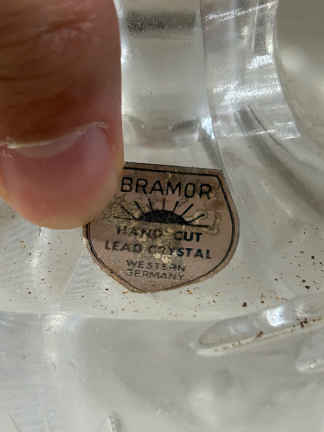 BRAMOR
HAND CUT
LEAD CRYSTAL
WESTERN
GERMANY